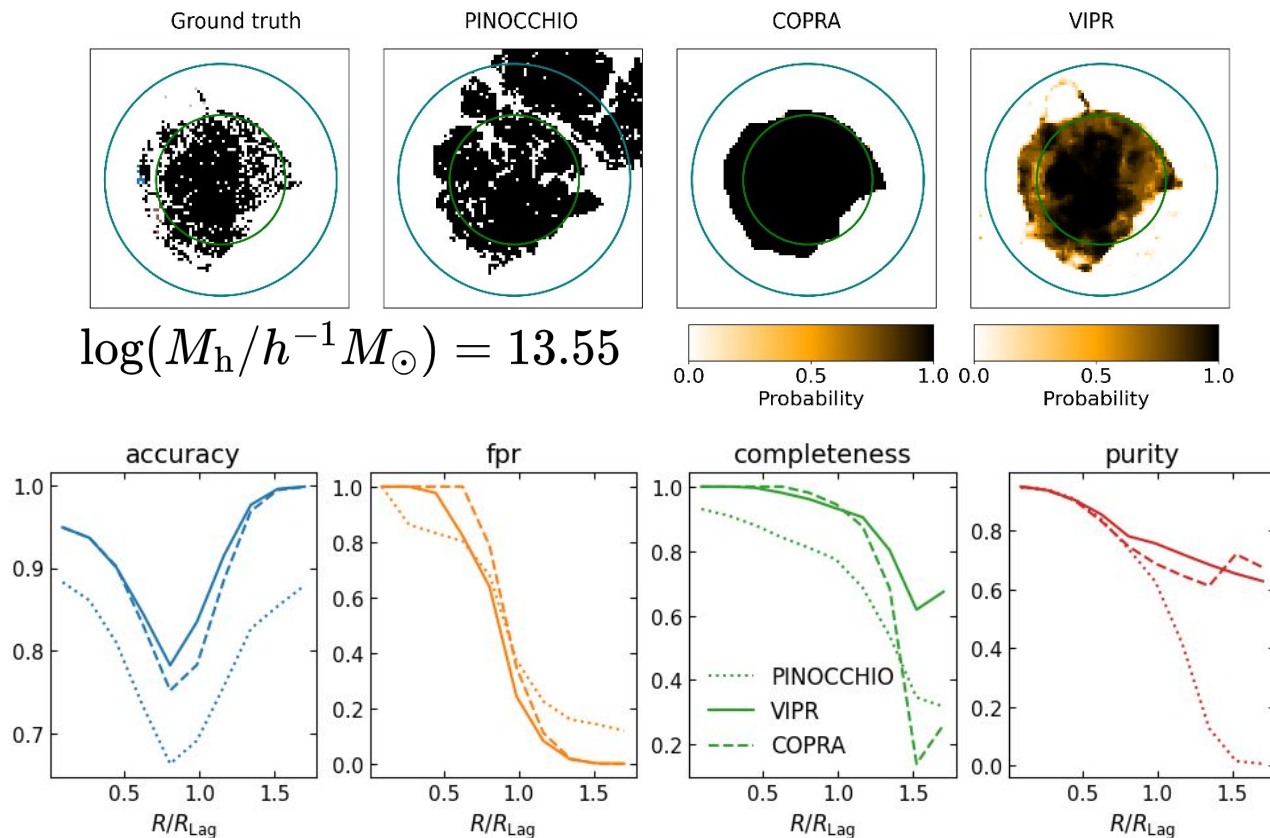 Ground truth PINOCCHIO COPRA VIPR
log(M_h/h⁻¹M_⊙) = 13.55
0.0 0.5 1.0 0.0 0.5 1.0
Probability Probability
accuracy fpr completeness purity
1.0 0.9 0.8 0.7
0.5 1.0 1.5
R/R_Lag
1.0 0.8 0.6 0.4 0.2 0.0
0.5 1.0 1.5
R/R_Lag
1.0 0.8 0.6 0.4 0.2
PINOCCHIO
VIPR
COPRA
0.5 1.0 1.5
R/R_Lag
0.8 0.6 0.4 0.2 0.0
0.5 1.0 1.5
R/R_Lag